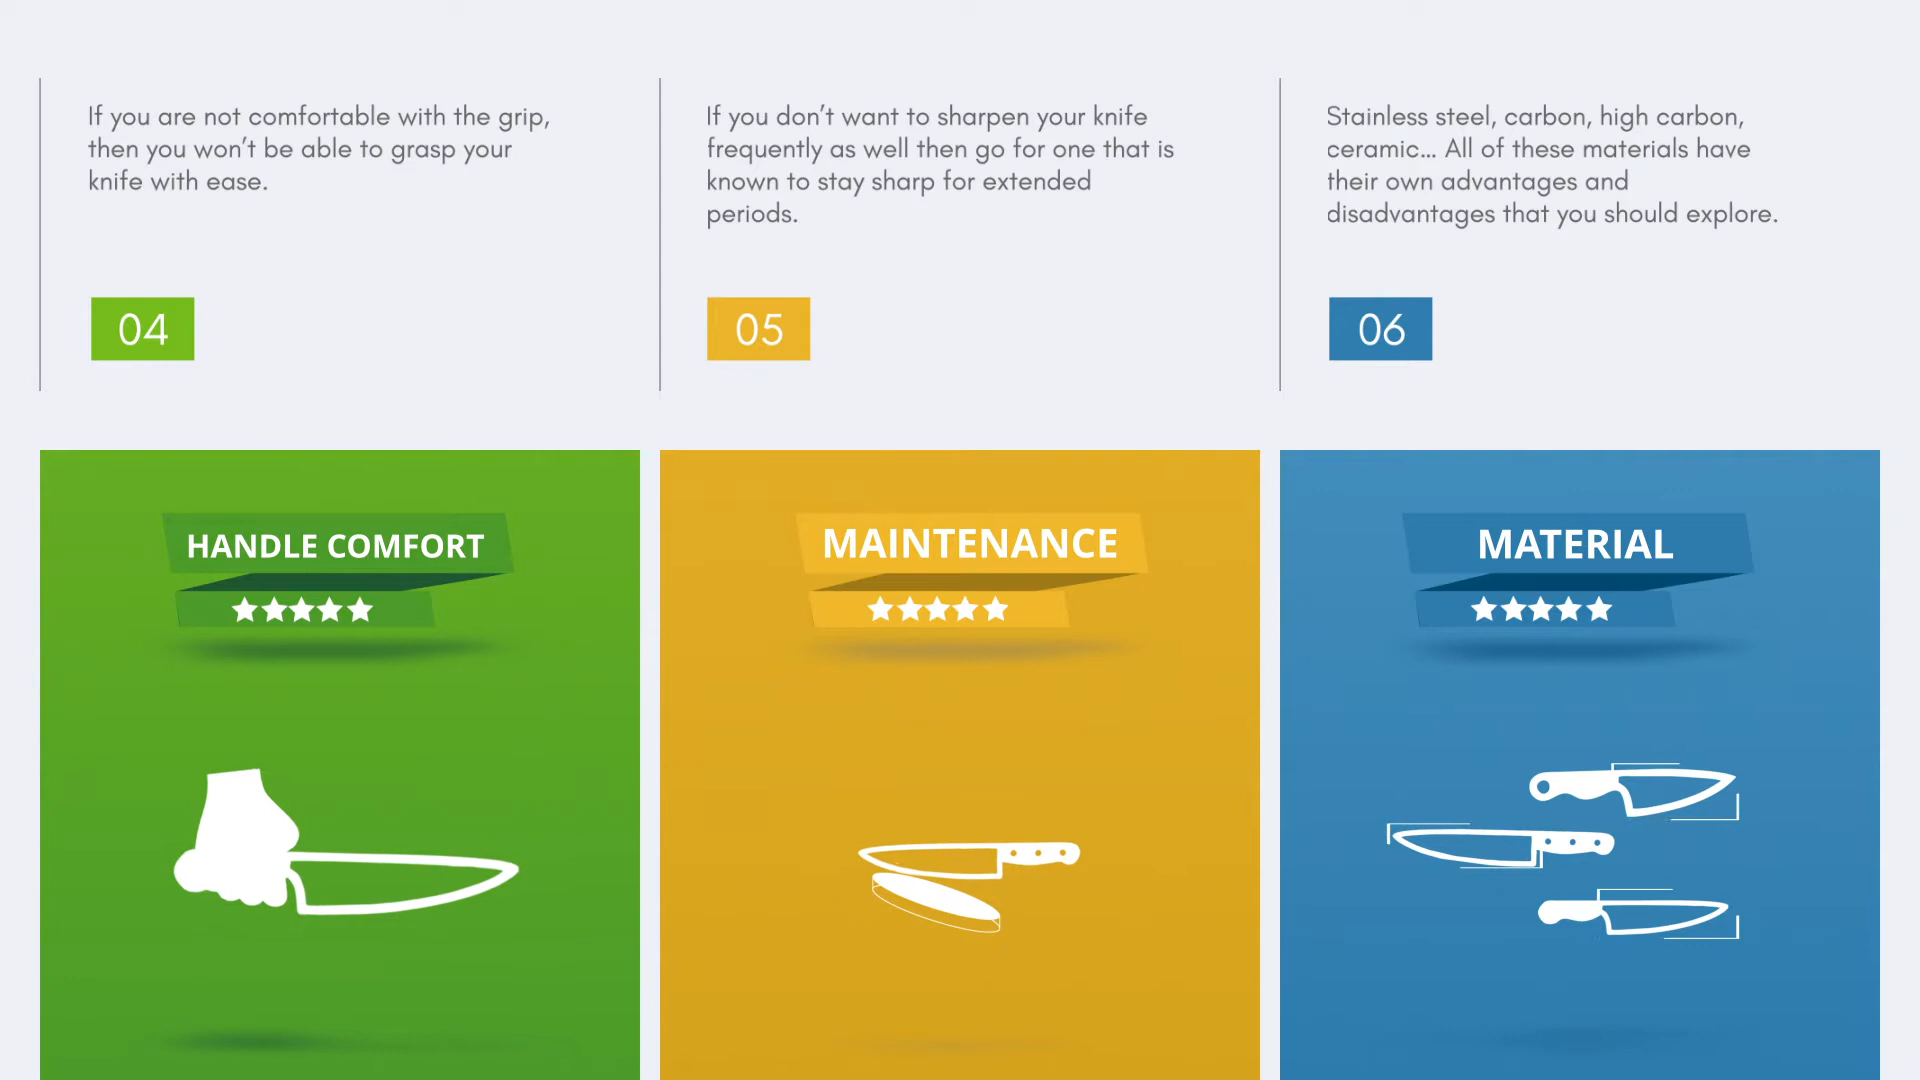 If you are not comfortable with the grip,
then you won’t be able to grasp your
knife with ease.
04
If you don’t want to sharpen your knife
frequently as well then go for one that is
known to stay sharp for extended
periods.
05
Stainless steel, carbon, high carbon,
ceramic... All of these materials have
their own advantages and
disadvantages that you should explore.
06
HANDLE COMFORT
MAINTENANCE
MATERIAL